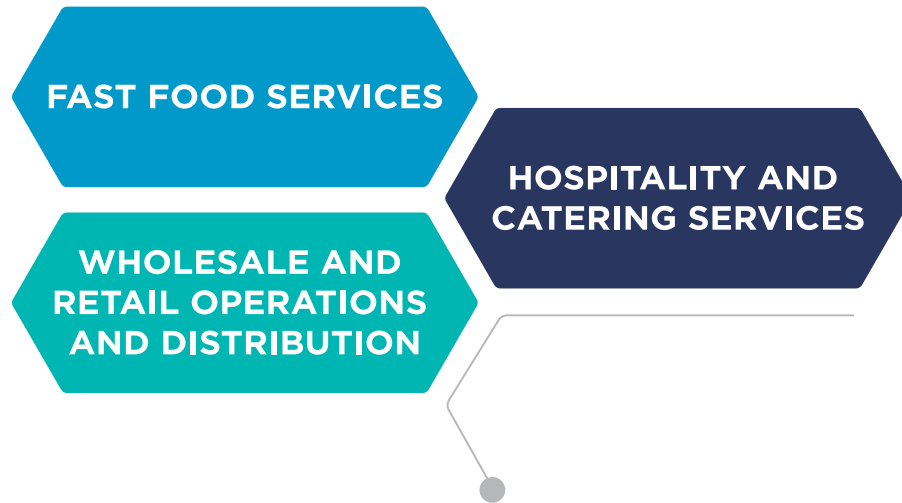 FAST FOOD SERVICES
HOSPITALITY AND
CATERING SERVICES
WHOLESALE AND
RETAIL OPERATIONS
AND DISTRIBUTION